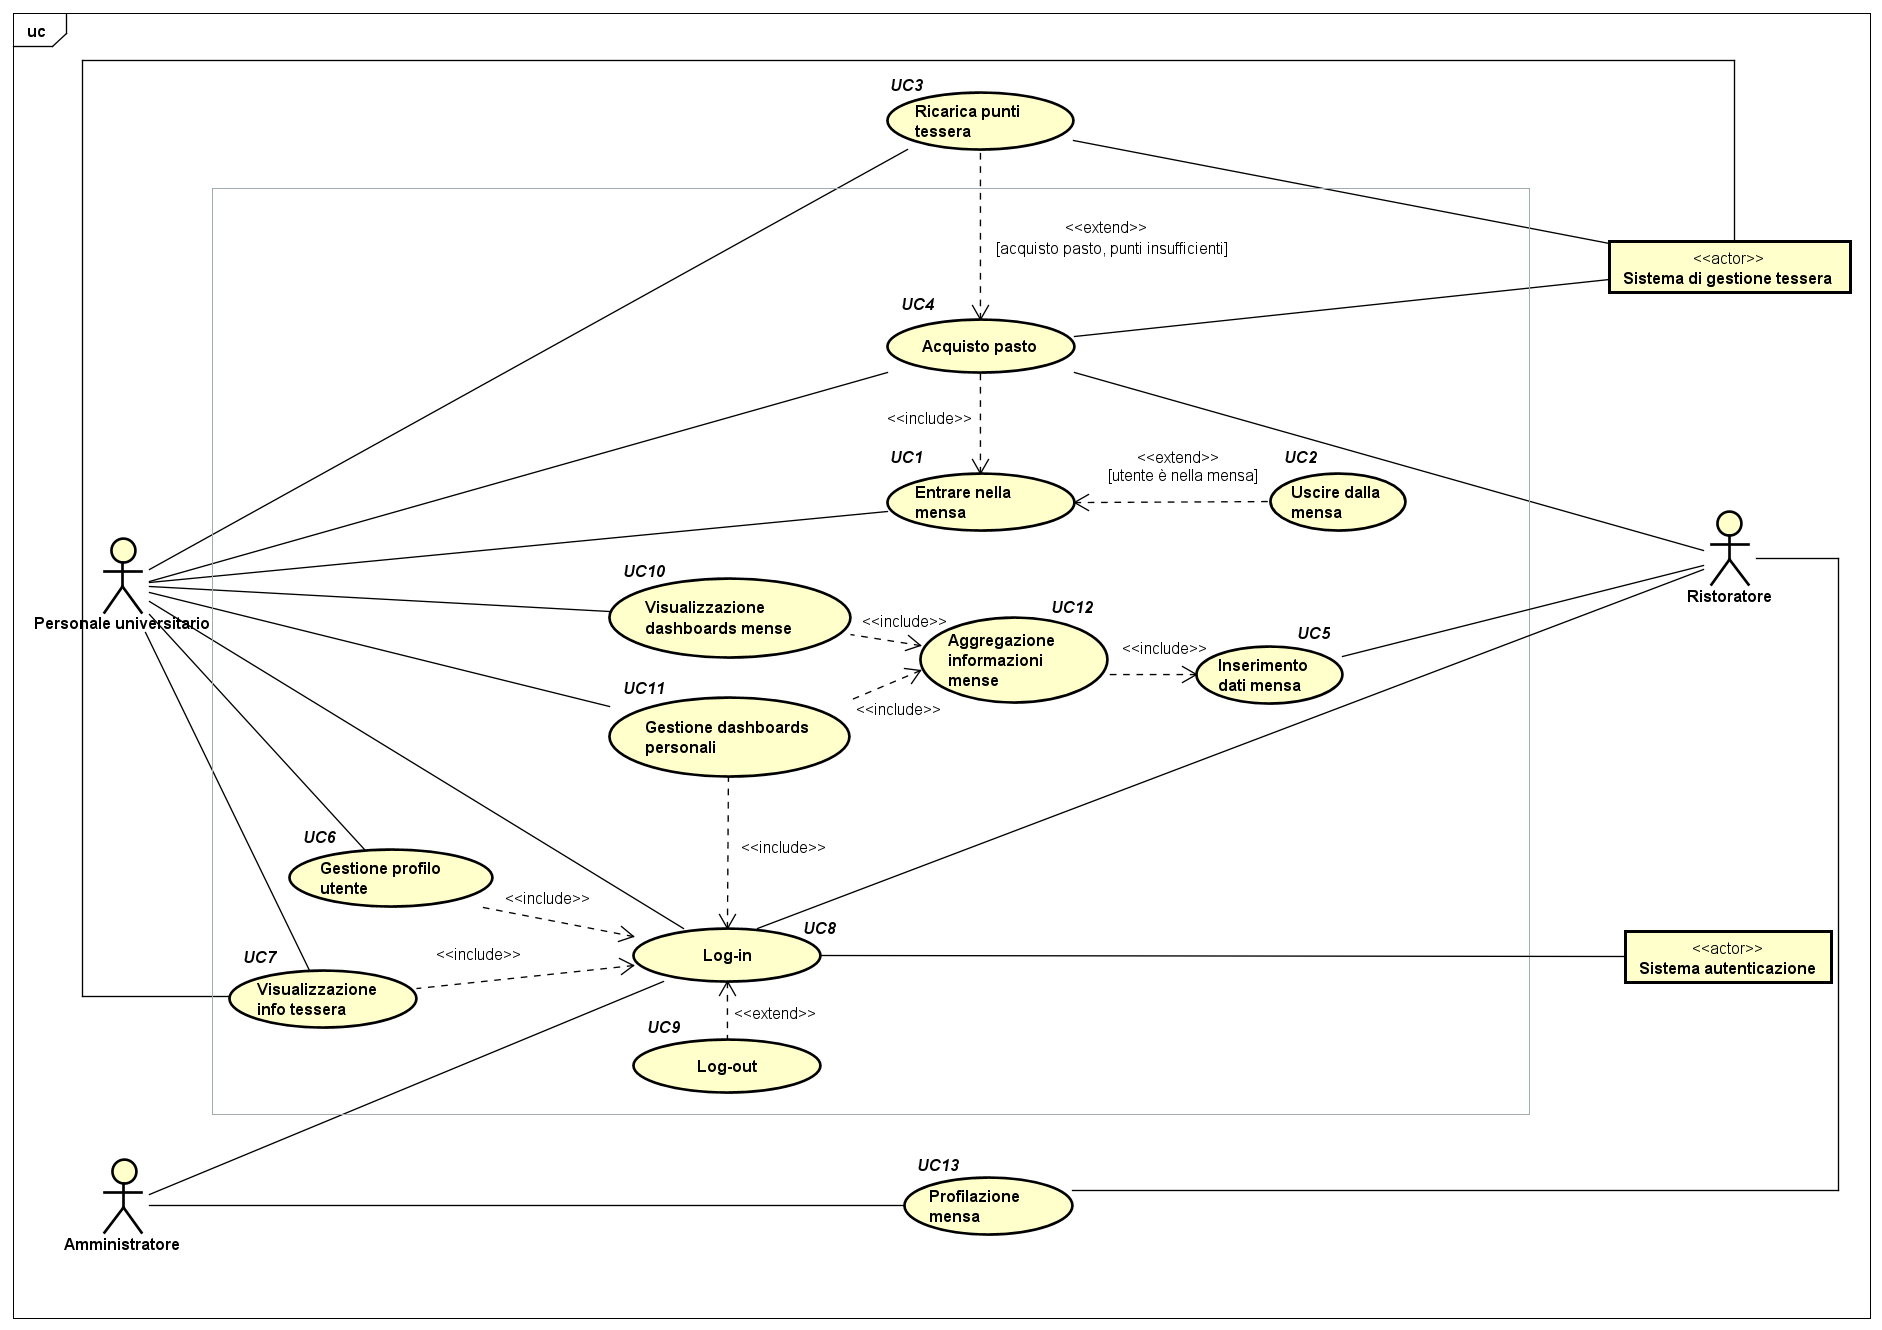 uc
UC3
Ricarica punti
tessera
<<extend>>
[acquisto pasto, punti insufficienti]
<<actor>>
Sistema di gestione tessera
UC4
Acquisto pasto
<<include>>
UC1
Entrare nella
mensa
<<extend>>
[utente è nella mensa]
UC2
Uscire dalla
mensa
Personale universitario
Ristoratore
UC10
Visualizzazione
dashboards mense
<<include>>
UC12
Aggregazione
informazioni
mense
<<include>>
UC5
Inserimento
dati mensa
UC11
Gestione dashboards
personali
<<include>>
<<include>>
UC6
Gestione profilo
utente
<<include>>
UC7
Visualizzazione
info tessera
<<include>>
UC8
Log-in
<<actor>>
Sistema autenticazione
<<extend>>
UC9
Log-out
Amministratore
UC13
Profilazione
mensa